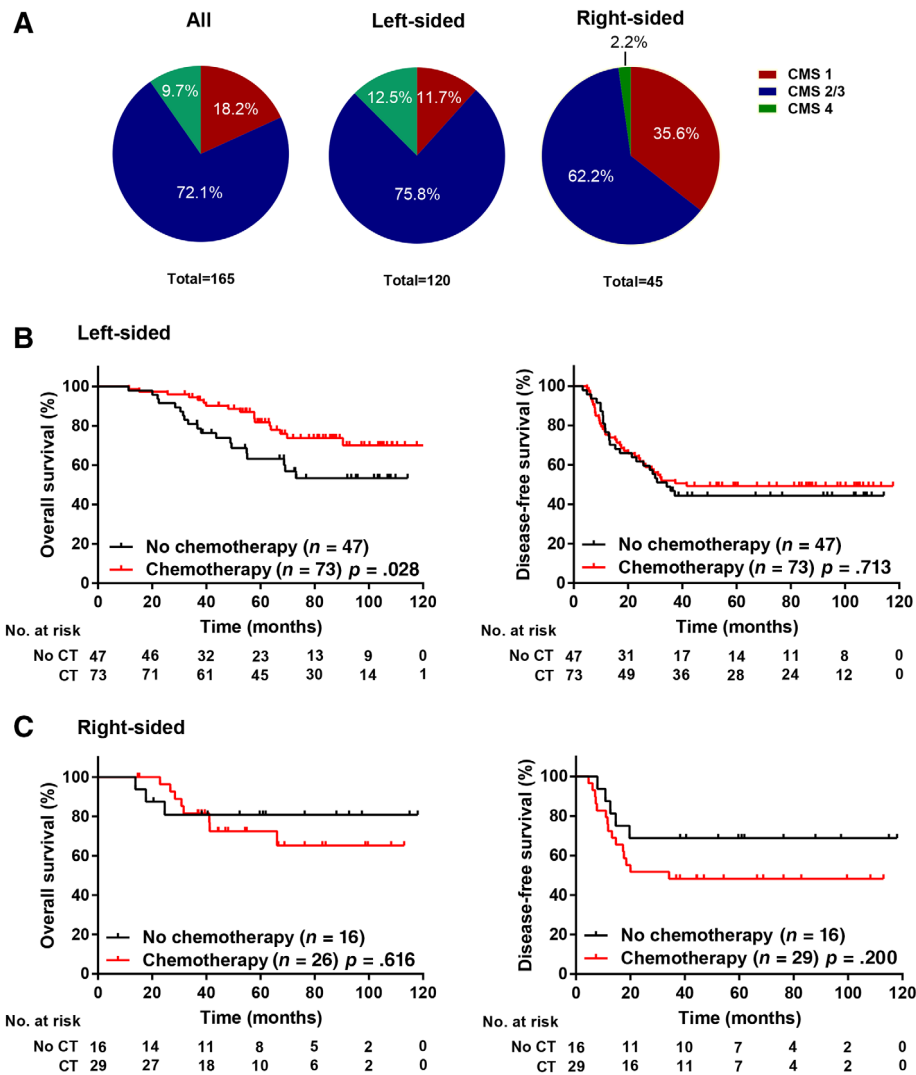 A
All
Left-sided
Right-sided
9.7%
18.2%
72.1%
12.5%
11.7%
75.8%
2.2%
35.6%
62.2%
CMS 1
CMS 2/3
CMS 4
Total=165
Total=120
Total=45
B
Left-sided
Overall survival (%)
100
80
60
40
20
0
No chemotherapy (n = 47)
Chemotherapy (n = 73) p = .028
0 20 40 60 80 100 120
Time (months)
No. at risk
No CT 47 46 32 23 13 9 0
CT 73 71 61 45 30 14 1
Disease-free survival (%)
100
80
60
40
20
0
No chemotherapy (n = 47)
Chemotherapy (n = 73) p = .713
0 20 40 60 80 100 120
Time (months)
No. at risk
No CT 47 31 17 14 11 8 0
CT 73 49 36 28 24 12 0
C
Right-sided
Overall survival (%)
100
80
60
40
20
0
No chemotherapy (n = 16)
Chemotherapy (n = 26) p = .616
0 20 40 60 80 100 120
Time (months)
No. at risk
No CT 16 14 11 8 5 2 0
CT 29 27 18 10 6 2 0
Disease-free survival (%)
100
80
60
40
20
0
No chemotherapy (n = 16)
Chemotherapy (n = 29) p = .200
0 20 40 60 80 100 120
Time (months)
No. at risk
No CT 16 11 10 7 4 2 0
CT 29 16 11 7 4 2 0